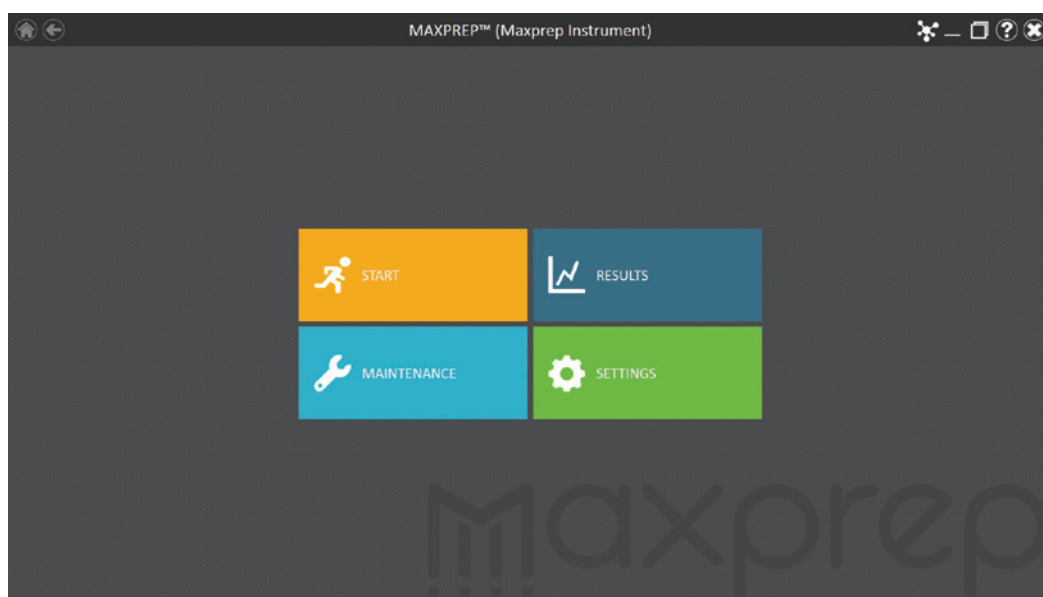 MAXPREP™ (Maxprep Instrument)
START
RESULTS
MAINTENANCE
SETTINGS
maxprep